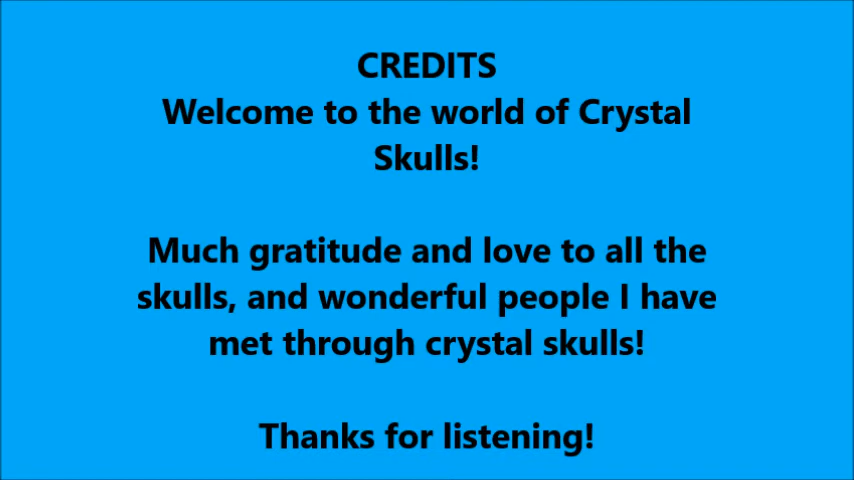 CREDITS
Welcome to the world of Crystal
Skulls!
Much gratitude and love to all the
skulls, and wonderful people I have
met through crystal skulls!
Thanks for listening!